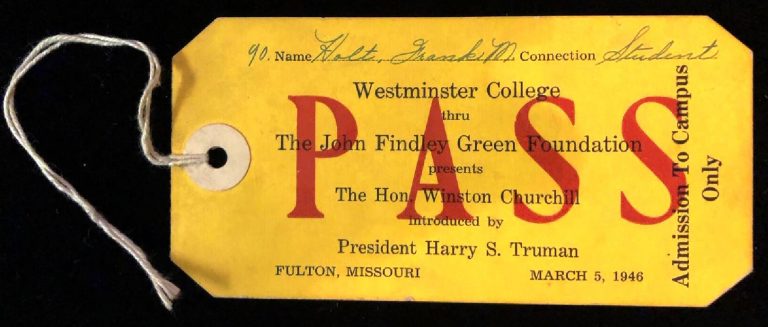 90. Name Holt, Frank M. Connection Student
Westminster College
thru
The John Findley Green Foundation
presents
The Hon. Winston Churchill
introduced by
President Harry S. Truman
FULTON, MISSOURI MARCH 5, 1946
PASS
Admission To Campus
Only